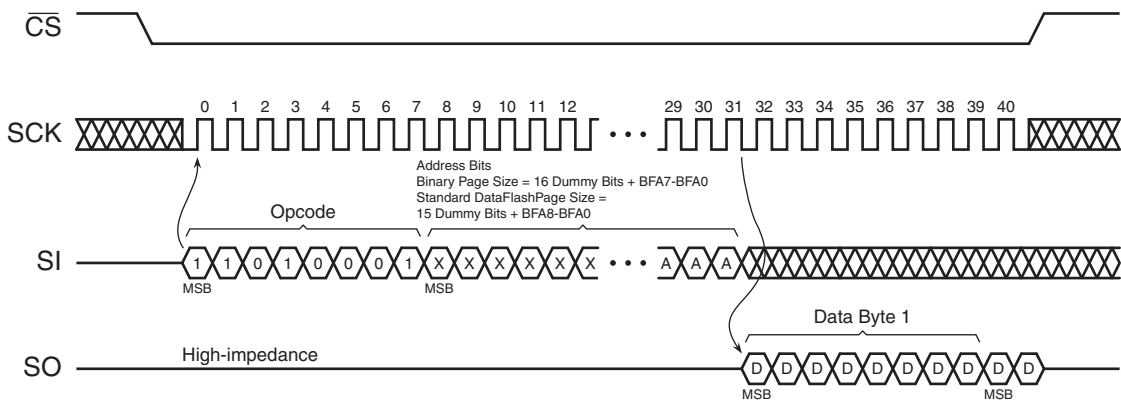 CS
0 1 2 3 4 5 6 7 8 9 10 11 12 29 30 31 32 33 34 35 36 37 38 39 40
SCK
Address Bits
Binary Page Size = 16 Dummy Bits + BFA7-BFA0
Standard DataFlashPage Size =
15 Dummy Bits + BFA8-BFA0
Opcode
SI 1 1 0 1 0 0 0 1 X X X X X X A A A
MSB MSB
Data Byte 1
High-impedance
SO D D D D D D D D D D
MSB MSB